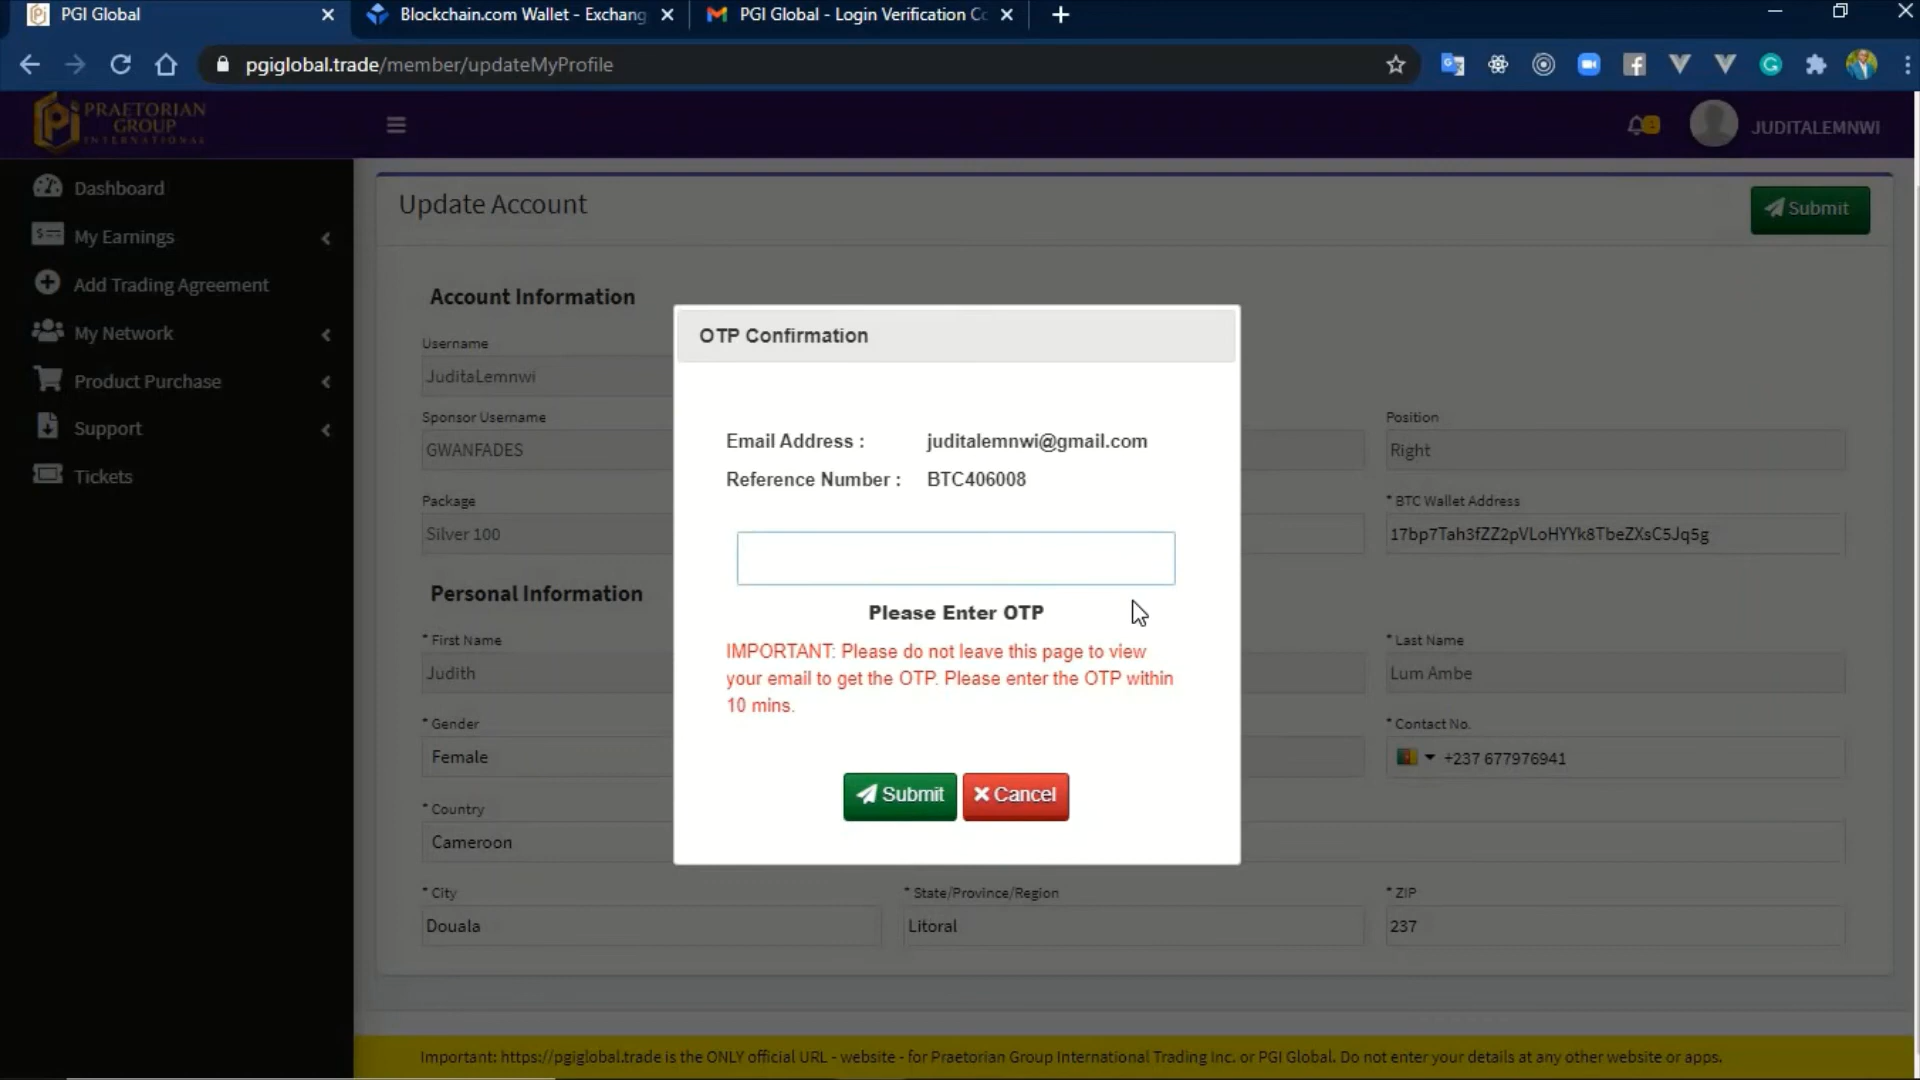 PGI Global
Blockchain.com Wallet - Exchang
PGI Global - Login Verification Co
pgiglobal.trade/member/updateMyProfile
PRAETORIAN
GROUP
INTERNATIONAL
JUDITALEMNWI
Dashboard
My Earnings
Add Trading Agreement
My Network
Product Purchase
Support
Tickets
Update Account
Submit
Account Information
Username
JuditaLemnwi
Sponsor Username
GWANFADES
Position
Right
Package
Silver 100
* BTC Wallet Address
17bp7Tah3fZZ2pVLoHYYk8TbeZXsC5Jq5g
Personal Information
* First Name
Judith
* Last Name
Lum Ambe
* Gender
Female
* Contact No.
+237 677976941
* Country
Cameroon
* City
Douala
* State/Province/Region
Litoral
* ZIP
237
OTP Confirmation
Email Address : juditalemnwi@gmail.com
Reference Number : BTC406008
Please Enter OTP
IMPORTANT: Please do not leave this page to view
your email to get the OTP. Please enter the OTP within
10 mins.
Submit
Cancel
Important: https://pgiglobal.trade is the ONLY official URL - website - for Praetorian Group International Trading Inc. or PGI Global. Do not enter your details at any other website or apps.